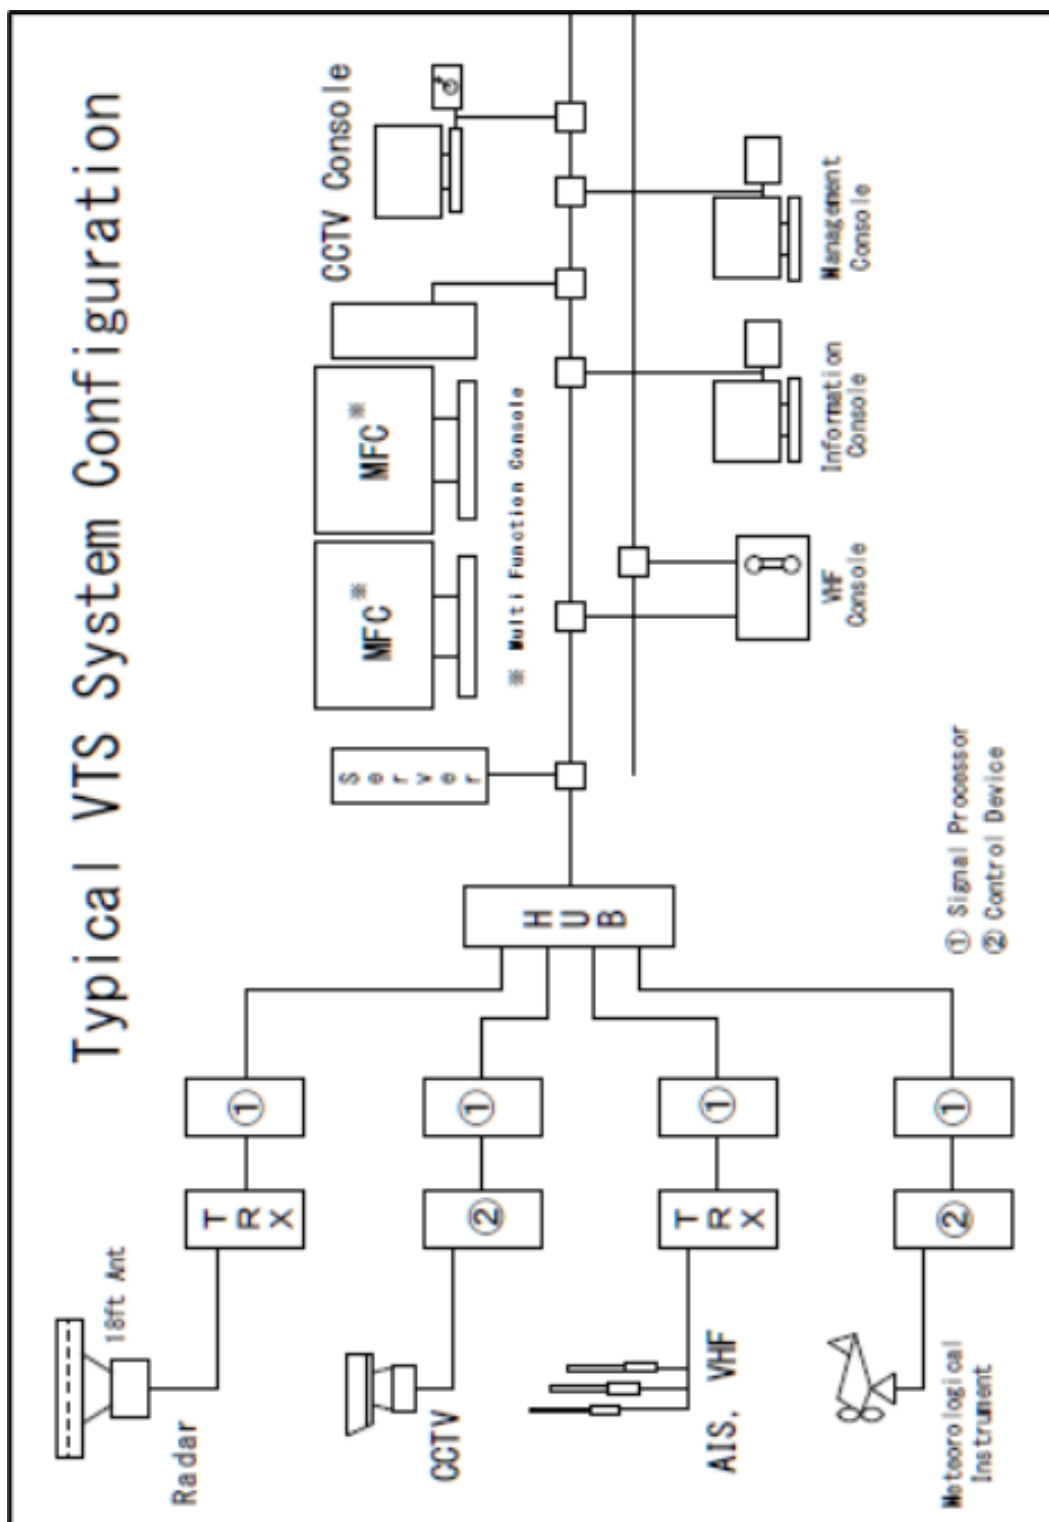 Typical VTS System Configuration
18ft Ant
Radar
TRX
①
CCTV
②
①
AIS, VHF
TRX
①
Meteorological
Instrument
②
①
HUB
Server
MFC※
MFC※
※ Multi Function Console
CCTV Console
VHF
Console
Information
Console
Management
Console
① Signal Processor
② Control Device